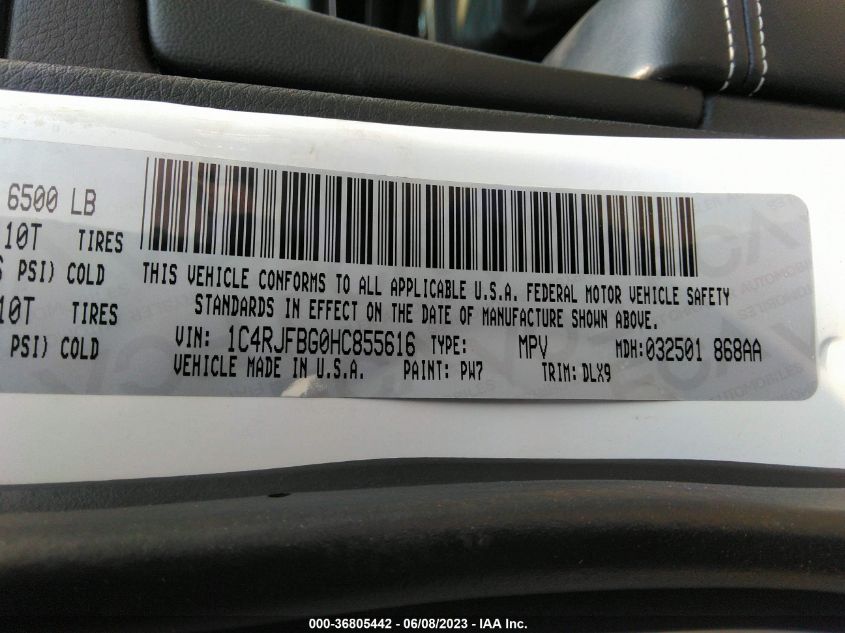 6500 LB
10T TIRES
PSI) COLD
10T TIRES
PSI) COLD
THIS VEHICLE CONFORMS TO ALL APPLICABLE U.S.A. FEDERAL MOTOR VEHICLE SAFETY
STANDARDS IN EFFECT ON THE DATE OF MANUFACTURE SHOWN ABOVE.
VIN: 1C4RJFBG0HC855616 TYPE: MPV MDH:032501 868AA
VEHICLE MADE IN U.S.A. PAINT: PW7 TRIM: DLX9
000-36805442 - 06/08/2023 - IAA Inc.